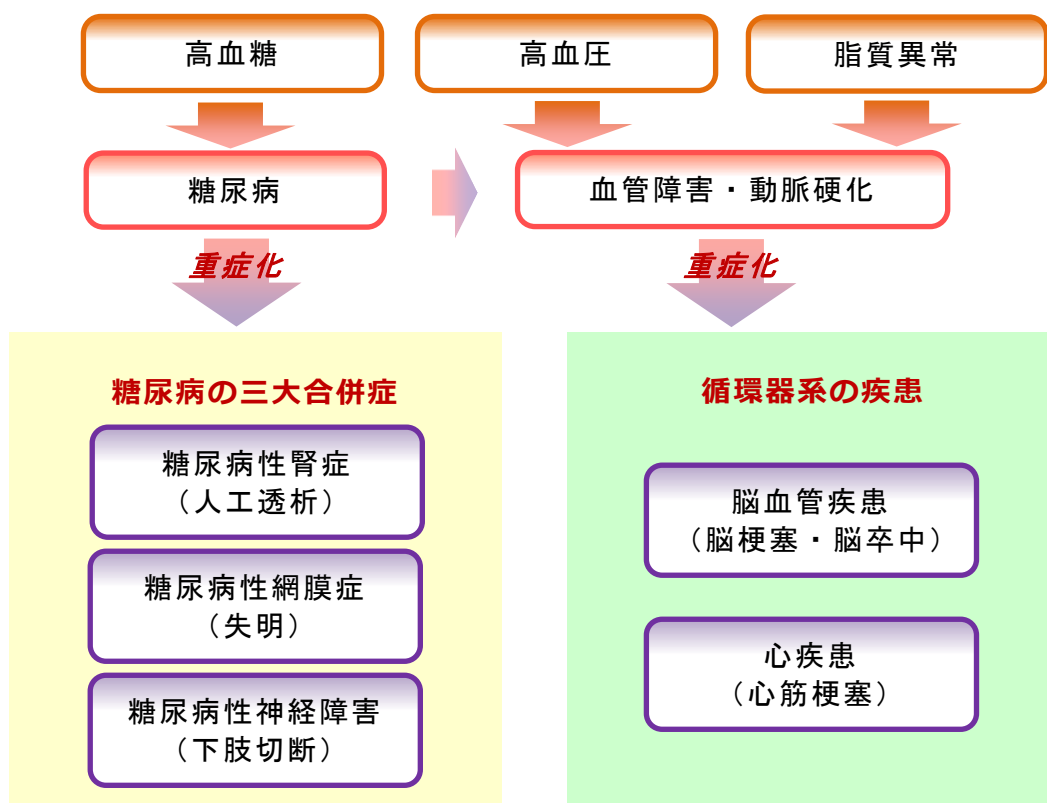 高血糖
高血圧
脂質異常
糖尿病
血管障害・動脈硬化
重症化
重症化
糖尿病の三大合併症
糖尿病性腎症
（人工透析）
糖尿病性網膜症
（失明）
糖尿病性神経障害
（下肢切断）
循環器系の疾患
脳血管疾患
（脳梗塞・脳卒中）
心疾患
（心筋梗塞）